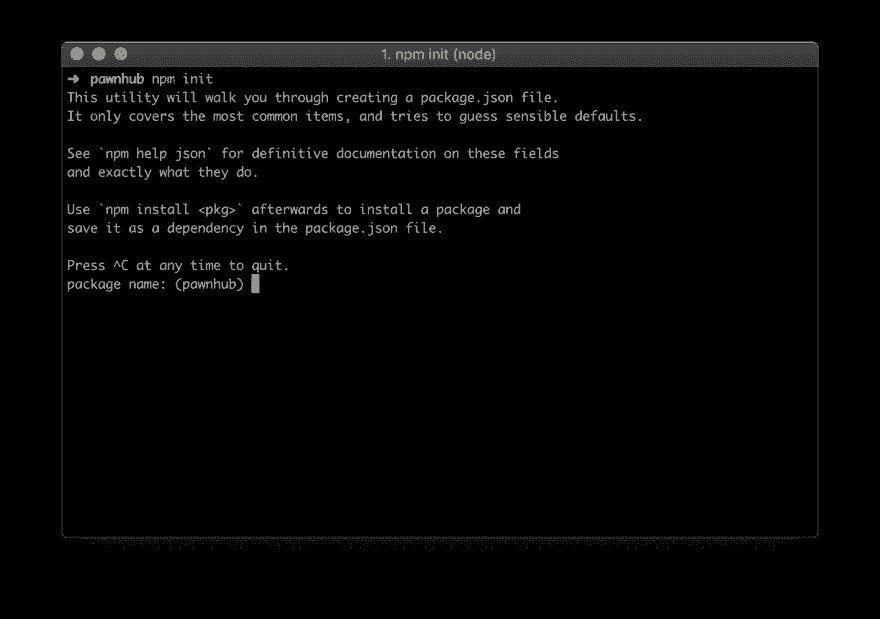 1. npm init (node)
➜ pawnhub npm init
This utility will walk you through creating a package.json file.
It only covers the most common items, and tries to guess sensible defaults.
See `npm help json` for definitive documentation on these fields
and exactly what they do.
Use `npm install <pkg>` afterwards to install a package and
save it as a dependency in the package.json file.
Press ^C at any time to quit.
package name: (pawnhub)